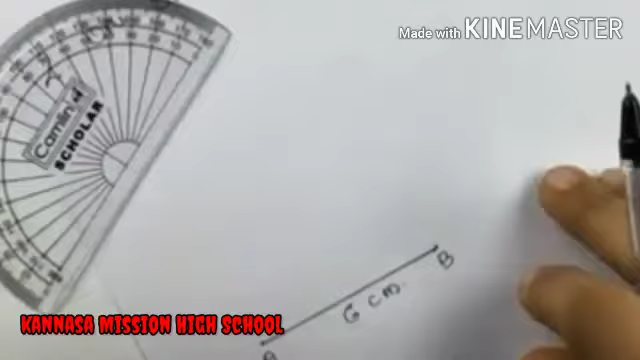 Made with KINEMASTER
Camlin
SCHOLAR
B
6 cm.
A
KANNASA MISSION HIGH SCHOOL